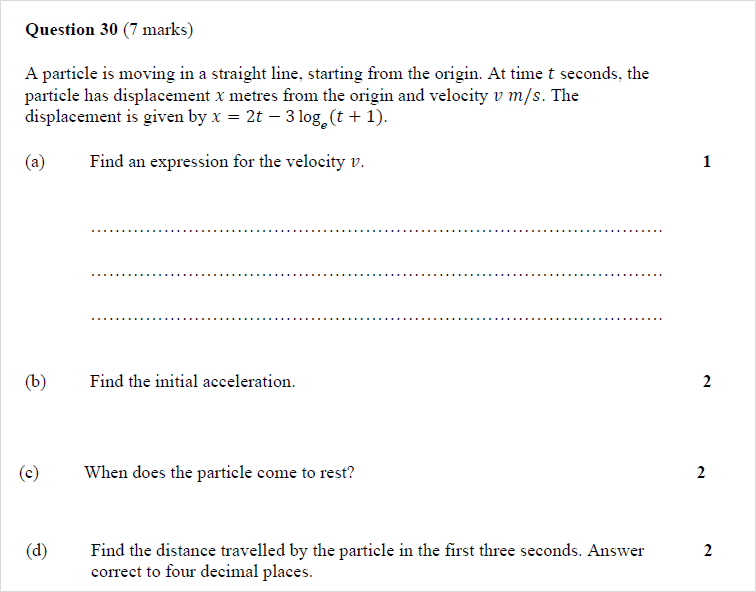 Question 30 (7 marks)
A particle is moving in a straight line, starting from the origin. At time t seconds, the
particle has displacement x metres from the origin and velocity v m/s. The
displacement is given by x = 2t − 3 logₑ(t + 1).
(a) Find an expression for the velocity v. 1
................................................................................
................................................................................
................................................................................
(b) Find the initial acceleration. 2
(c) When does the particle come to rest? 2
(d) Find the distance travelled by the particle in the first three seconds. Answer 2
correct to four decimal places.